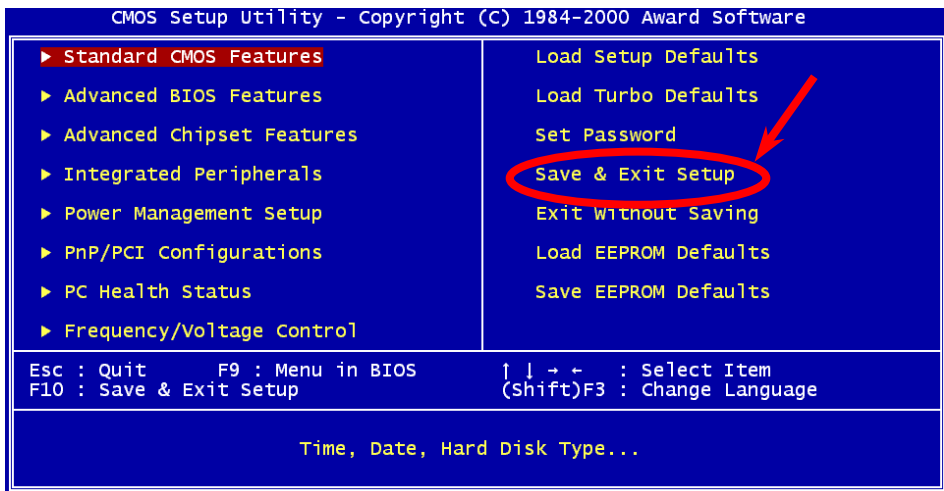 CMOS Setup Utility - Copyright (C) 1984-2000 Award Software
▶ Standard CMOS Features
▶ Advanced BIOS Features
▶ Advanced Chipset Features
▶ Integrated Peripherals
▶ Power Management Setup
▶ PnP/PCI Configurations
▶ PC Health Status
▶ Frequency/Voltage Control
Load Setup Defaults
Load Turbo Defaults
Set Password
Save & Exit Setup
Exit Without Saving
Load EEPROM Defaults
Save EEPROM Defaults
Esc : Quit F9 : Menu in BIOS ↑ ↓ → ← : Select Item
F10 : Save & Exit Setup (Shift)F3 : Change Language
Time, Date, Hard Disk Type...